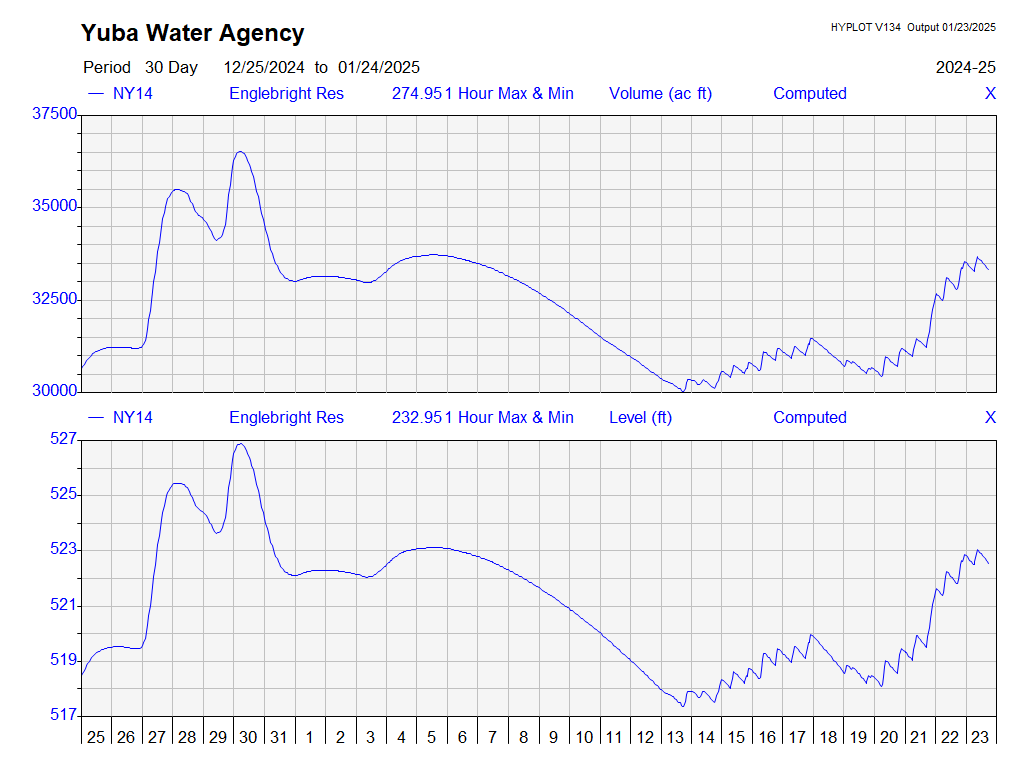 Yuba Water Agency
HYPLOT V134 Output 01/23/2025
Period 30 Day 12/25/2024 to 01/24/2025 2024-25
NY14 Englebright Res 274.951 Hour Max & Min Volume (ac ft) Computed X
37500
35000
32500
30000
NY14 Englebright Res 232.951 Hour Max & Min Level (ft) Computed X
527
525
523
521
519
517
25 26 27 28 29 30 31 1 2 3 4 5 6 7 8 9 10 11 12 13 14 15 16 17 18 19 20 21 22 23